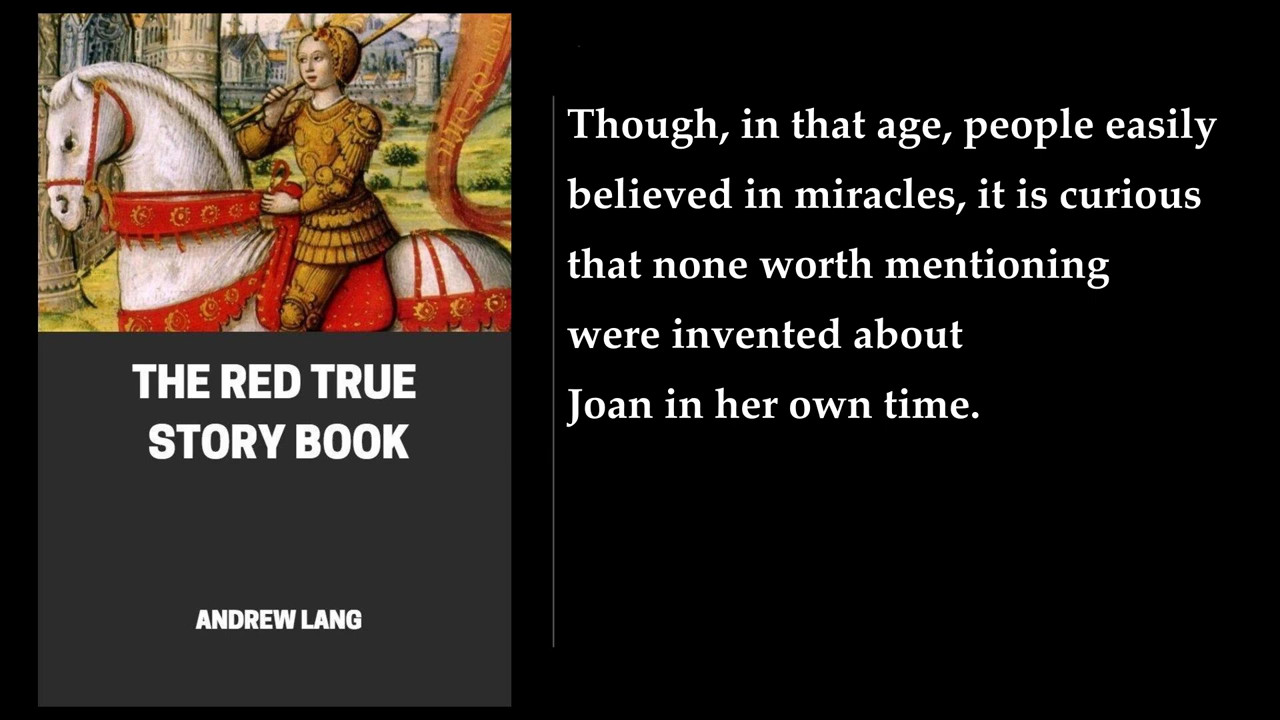 THE RED TRUE
STORY BOOK
ANDREW LANG
Though, in that age, people easily
believed in miracles, it is curious
that none worth mentioning
were invented about
Joan in her own time.